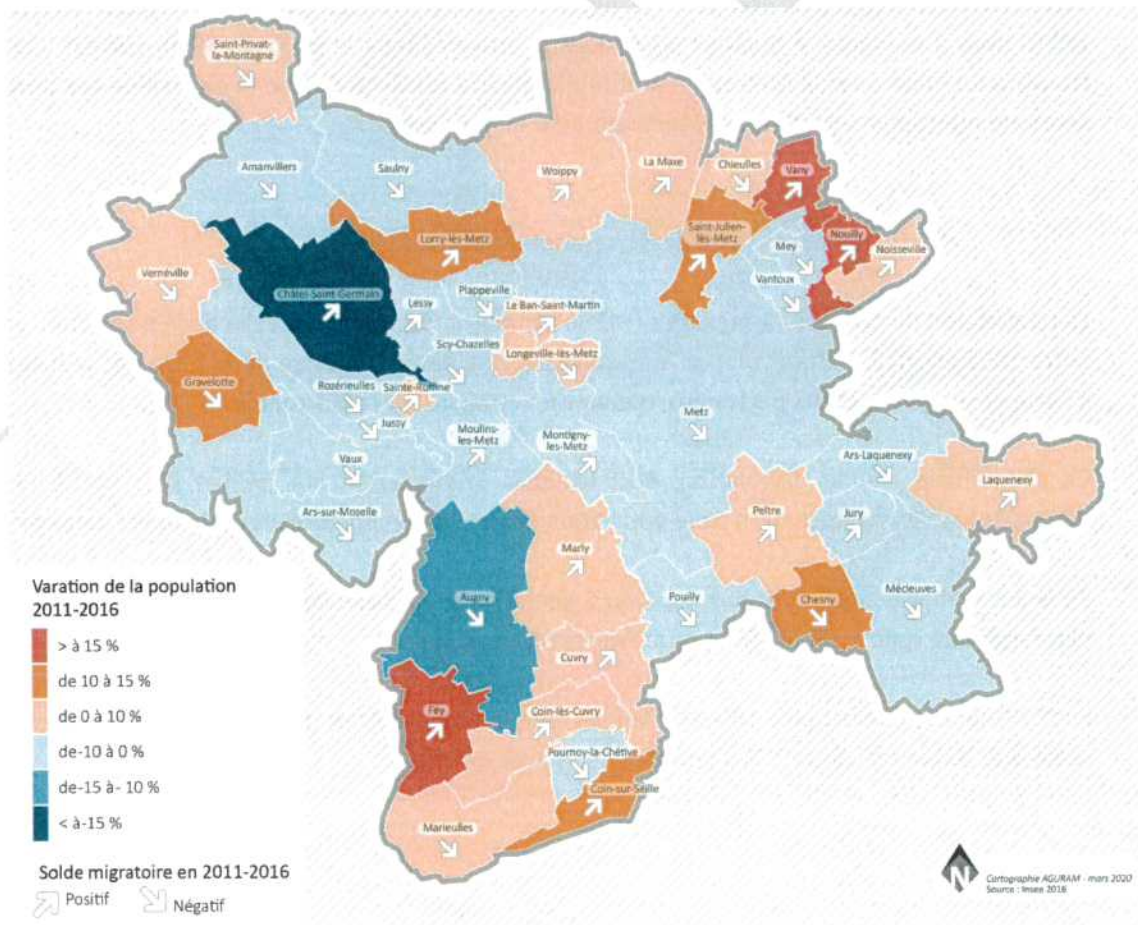 Saint-Privat-
la-Montagne
Amanvillers
Saulny
Woippy
La Maxe
Chieulles
Vany
Lorry-lès-Metz
Saint-Julien-
lès-Metz
Nouilly
Mey
Noisseville
Vernéville
Vantoux
Châtel-Saint-Germain
Lessy
Plappeville
Le Ban-Saint-Martin
Scy-Chazelles
Longeville-lès-Metz
Gravelotte
Rozérieulles
Sainte-Ruffine
Jussy
Moulins-
les-Metz
Montigny-
les-Metz
Metz
Vaux
Ars-Laquenexy
Ars-sur-Moselle
Laquenexy
Peltre
Jury
Marly
Augny
Pouilly
Chesny
Mécleuves
Cuvry
Féy
Coin-lès-Cuvry
Pournoy-la-Chétive
Coin-sur-Seille
Marieulles
Varation de la population
2011-2016
> à 15 %
de 10 à 15 %
de 0 à 10 %
de-10 à 0 %
de-15 à- 10 %
< à-15 %
Solde migratoire en 2011-2016
Positif
Négatif
N
Cartographie AGURAM - mars 2020
Source : Insee 2016